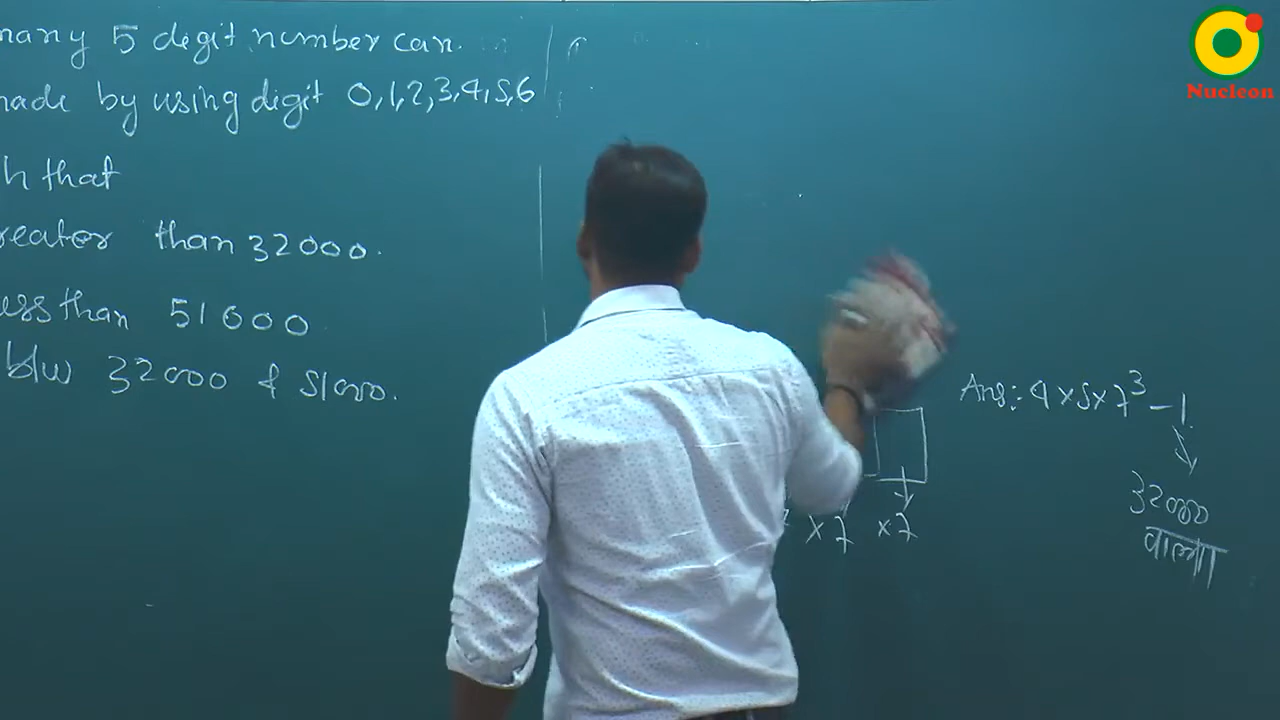 many 5 digit number can
made by using digit 0,1,2,3,4,5,6
h that
reater than 32000.
ess than 51000
b/w 32000 & 51000.
Ans: 4×5×7³ -1
32000
वाला
×7 ×7
Nucleon